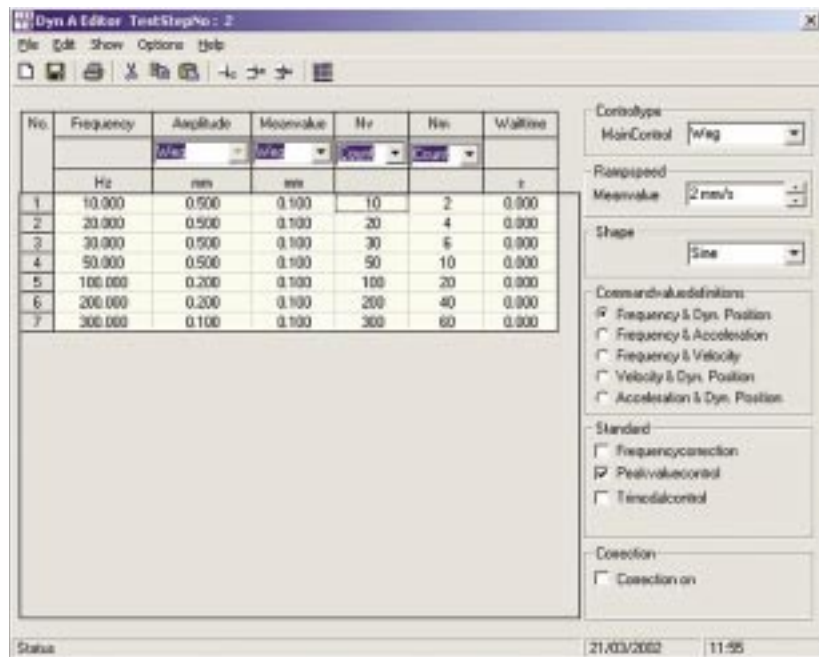 Dyn A Editor TestStepNo : 2
File Edit Show Options Help
No. Frequency Amplitude Meanvalue Nv Nm Waittime
Weg Weg Count Count
Hz mm mm s
1 10.000 0.500 0.100 10 2 0.000
2 20.000 0.500 0.100 20 4 0.000
3 30.000 0.500 0.100 30 6 0.000
4 50.000 0.500 0.100 50 10 0.000
5 100.000 0.200 0.100 100 20 0.000
6 200.000 0.200 0.100 200 40 0.000
7 300.000 0.100 0.100 300 60 0.000
Controltype
MainControl Weg
Rampspeed
Meanvalue 2 mm/s
Shape
Sine
Commandvaluedefinitions
Frequency & Dyn. Position
Frequency & Acceleration
Frequency & Velocity
Velocity & Dyn. Position
Acceleration & Dyn. Position
Standard
Frequencycorrection
Peakvaluecontrol
Trimodalcontrol
Correction
Correction on
Status 21/03/2002 11:55